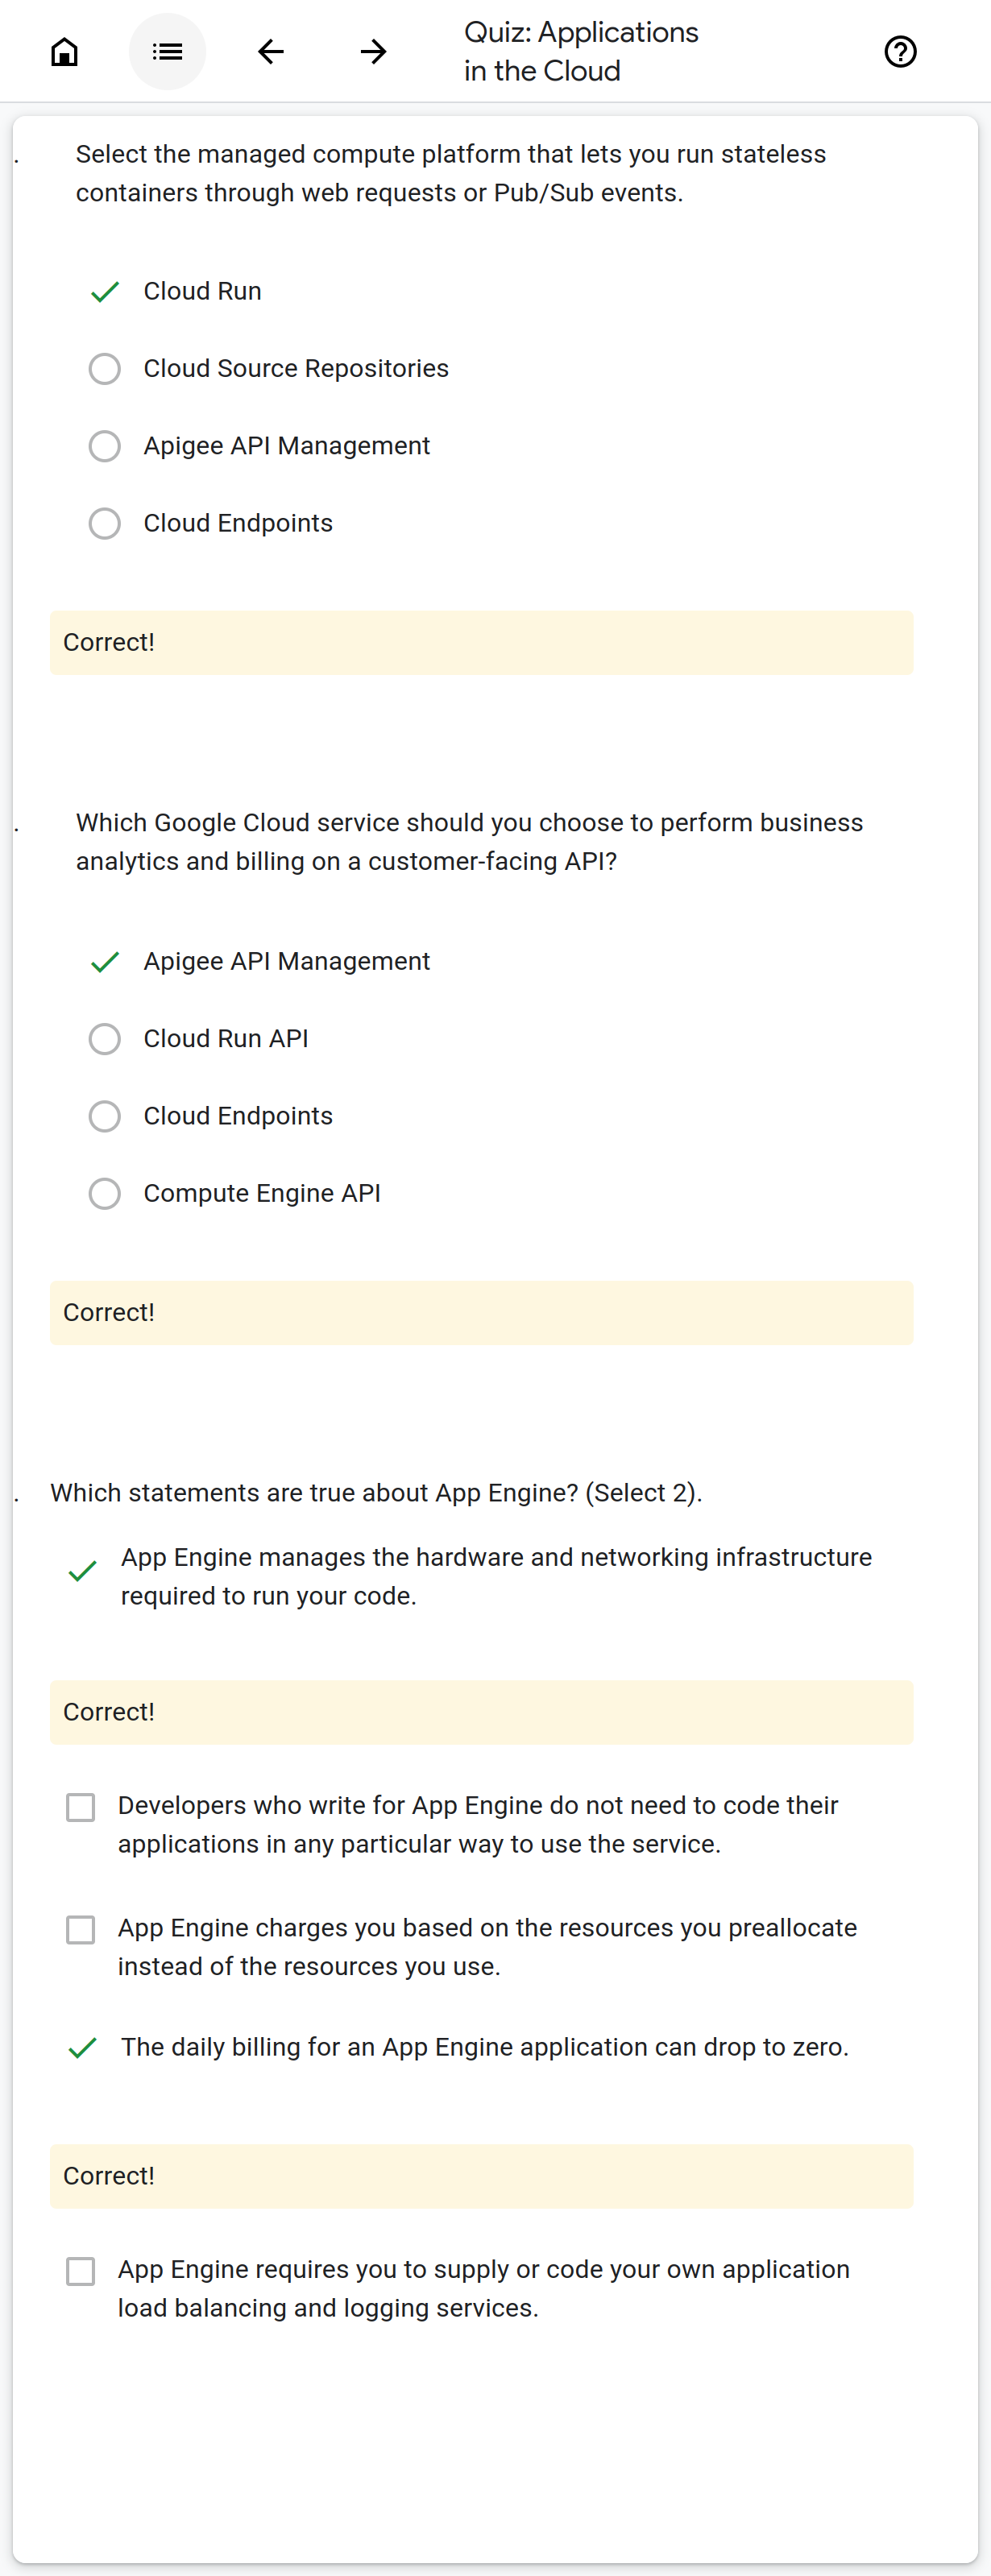 Quiz: Applications
in the Cloud
. Select the managed compute platform that lets you run stateless
containers through web requests or Pub/Sub events.
Cloud Run
Cloud Source Repositories
Apigee API Management
Cloud Endpoints
Correct!
. Which Google Cloud service should you choose to perform business
analytics and billing on a customer-facing API?
Apigee API Management
Cloud Run API
Cloud Endpoints
Compute Engine API
Correct!
. Which statements are true about App Engine? (Select 2).
App Engine manages the hardware and networking infrastructure
required to run your code.
Correct!
Developers who write for App Engine do not need to code their
applications in any particular way to use the service.
App Engine charges you based on the resources you preallocate
instead of the resources you use.
The daily billing for an App Engine application can drop to zero.
Correct!
App Engine requires you to supply or code your own application
load balancing and logging services.